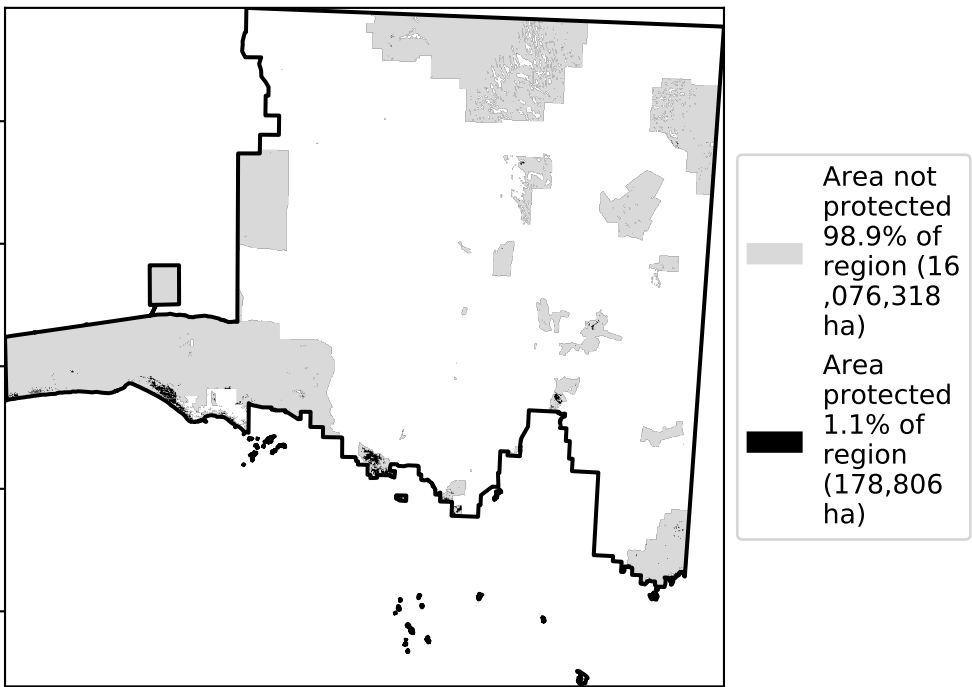 Area not
protected
98.9% of
region (16
,076,318
ha)
Area
protected
1.1% of
region
(178,806
ha)